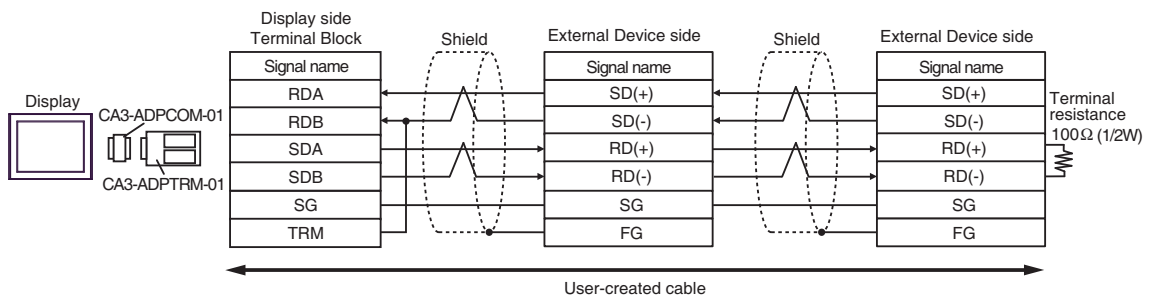 Display side
Terminal Block
Shield
External Device side
Shield
External Device side
Signal name
Signal name
Signal name
Display
CA3-ADPCOM-01
CA3-ADPTRM-01
RDA
SD(+)
SD(+)
RDB
SD(-)
SD(-)
SDA
RD(+)
RD(+)
SDB
RD(-)
RD(-)
SG
SG
SG
TRM
FG
FG
Terminal
resistance
100Ω (1/2W)
User-created cable